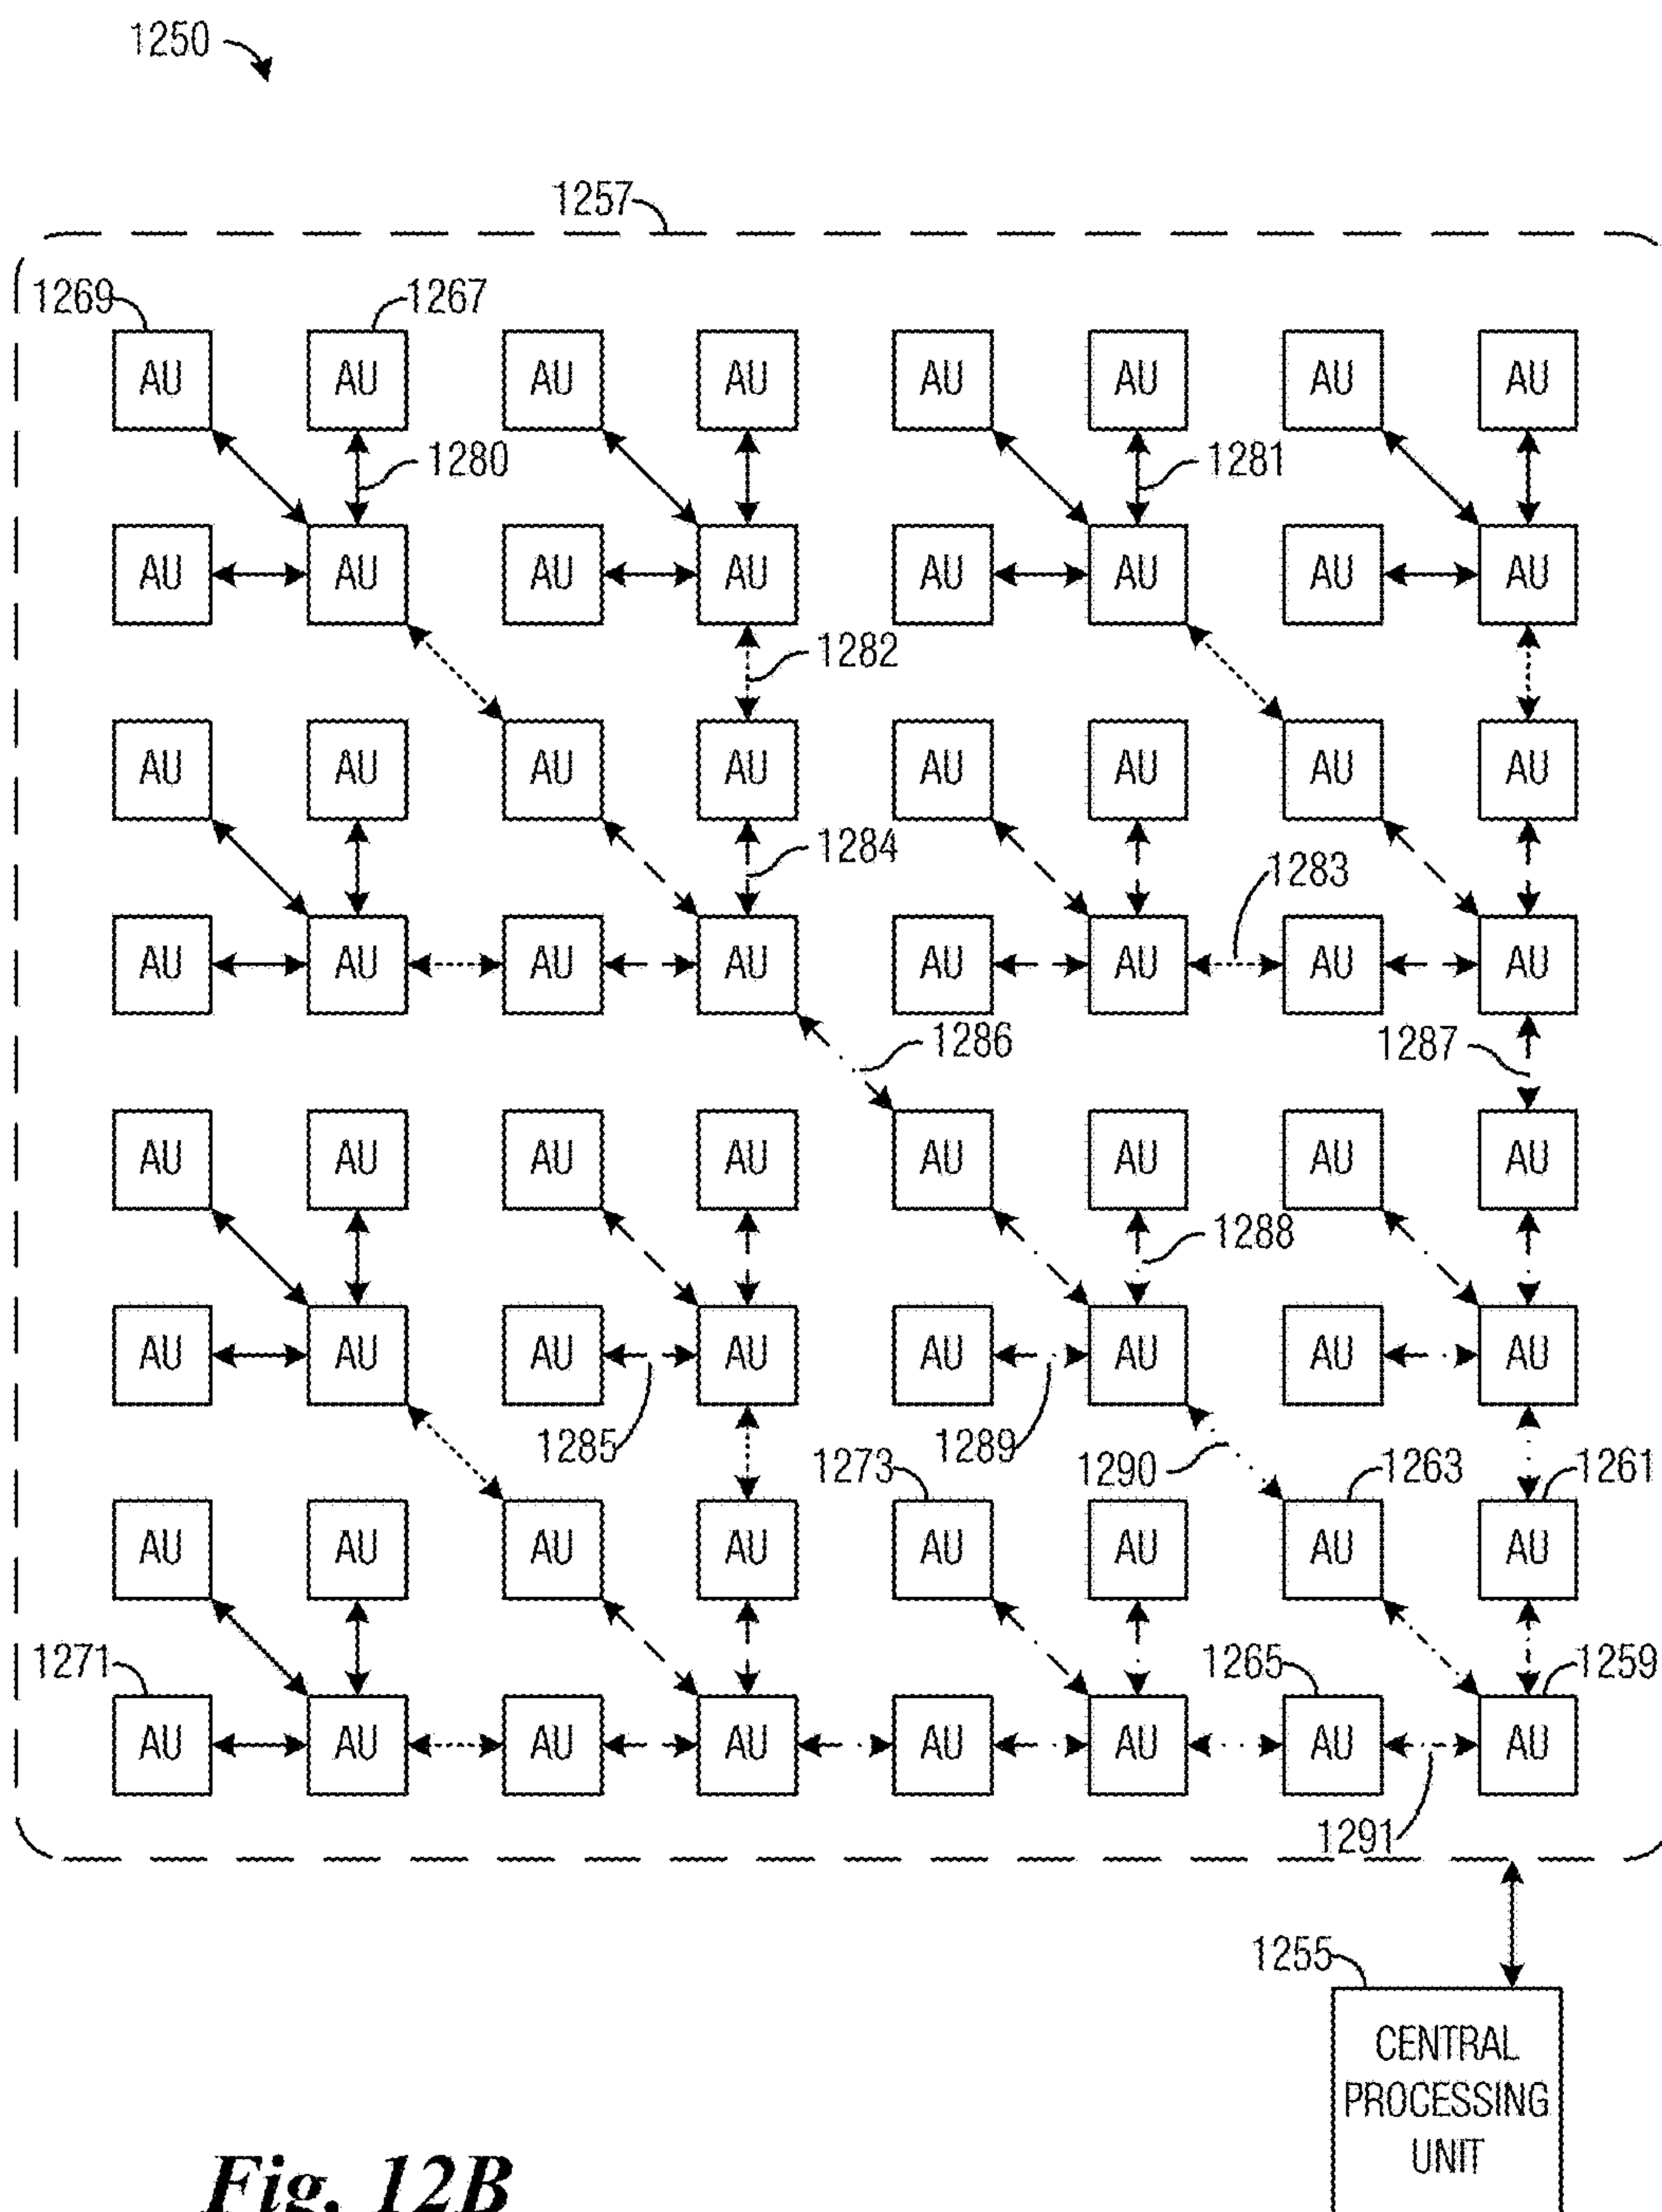 1250
1257
1269 1267
AU AU AU AU AU AU AU AU
1280 1281
AU AU AU AU AU AU AU AU
1282
AU AU AU AU AU AU AU AU
1284 1283
AU AU AU AU AU AU AU AU
1286 1287
AU AU AU AU AU AU AU AU
1288
AU AU AU AU AU AU AU AU
1285 1273 1289 1290 1263 1261
AU AU AU AU AU AU AU AU
1271 1265 1259
AU AU AU AU AU AU AU AU
1291
1255
CENTRAL
PROCESSING
UNIT
Fig. 12B